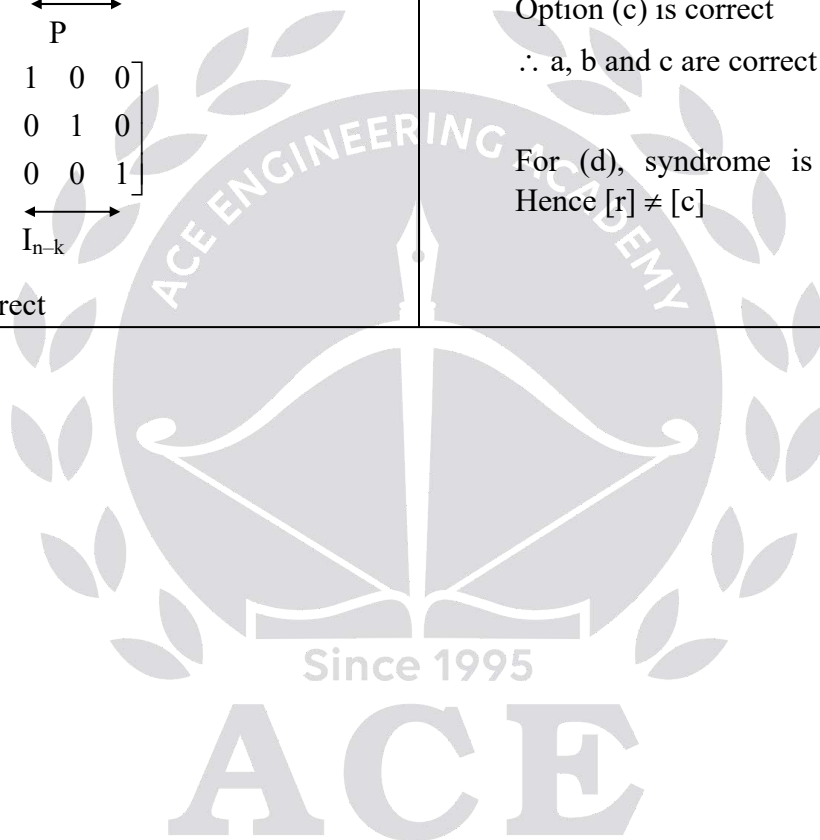 P
1 0 0
0 1 0
0 0 1
I_{n–k}
rrect
Option (c) is correct
∴ a, b and c are correct
For (d), syndrome is
Hence [r] ≠ [c]
ACE ENGINEERING ACADEMY
Since 1995
ACE